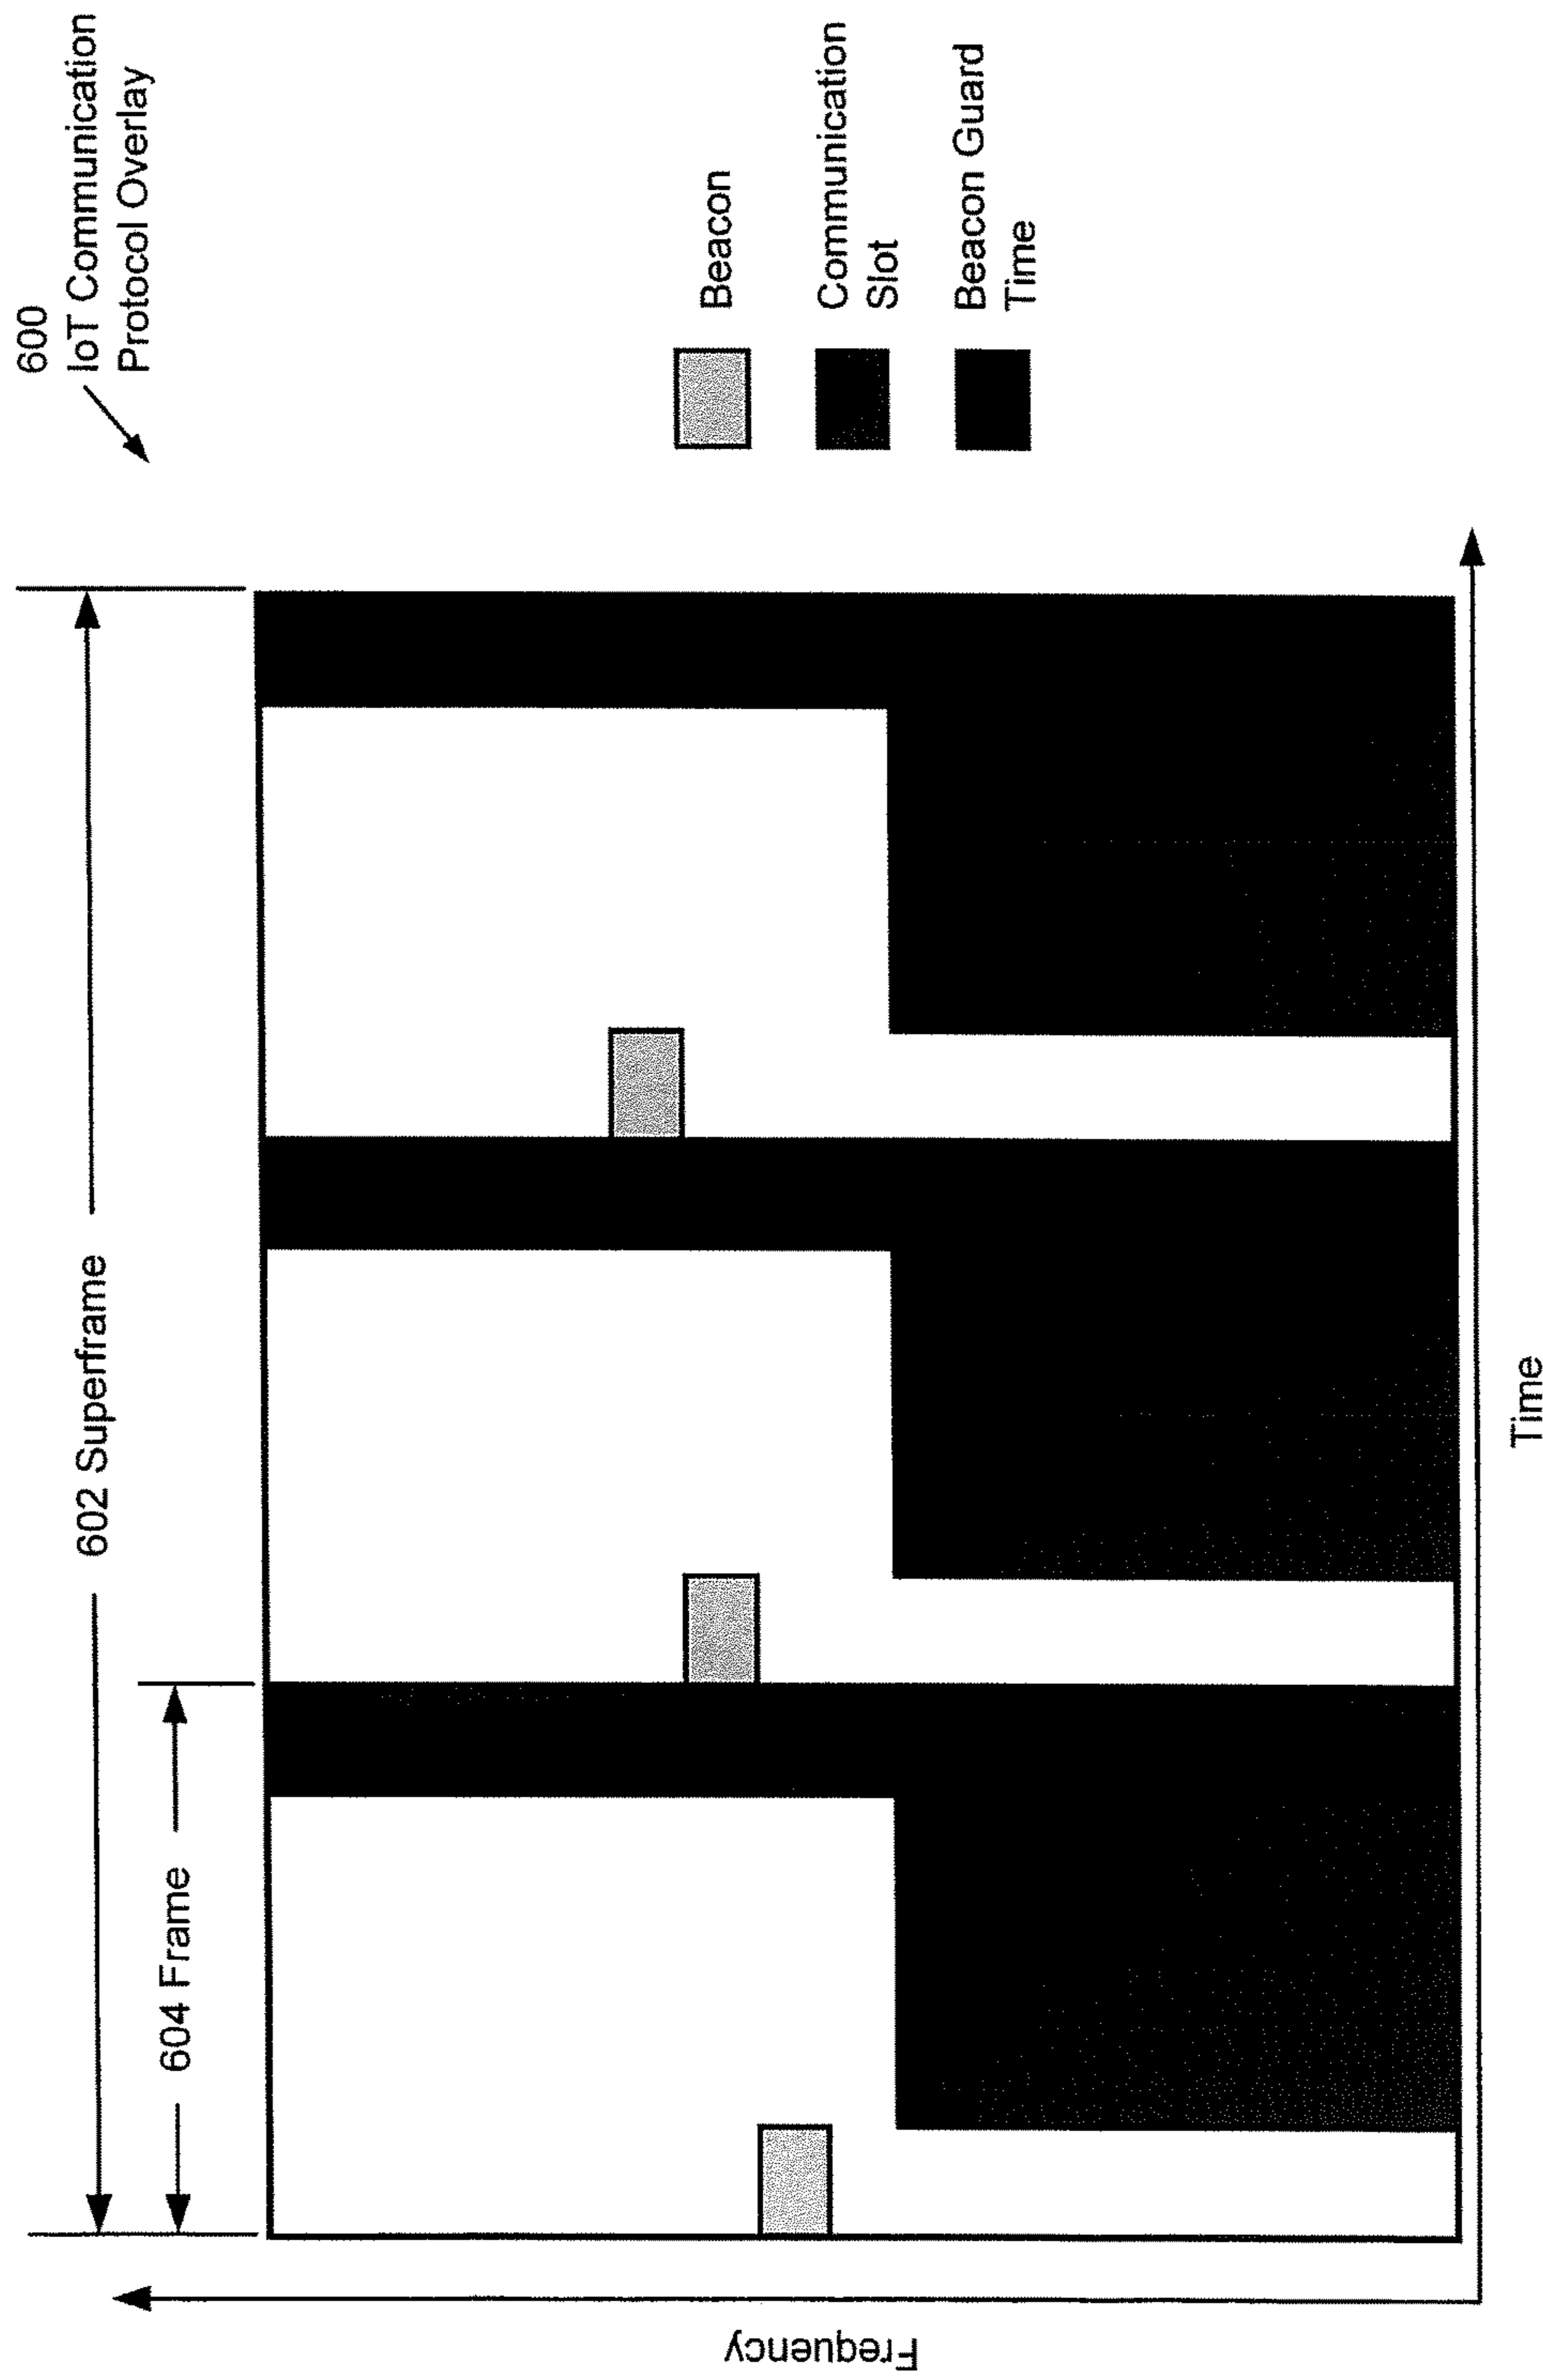 600
IoT Communication
Protocol Overlay
602 Superframe
604 Frame
Beacon
Communication
Slot
Beacon Guard
Time
Frequency
Time